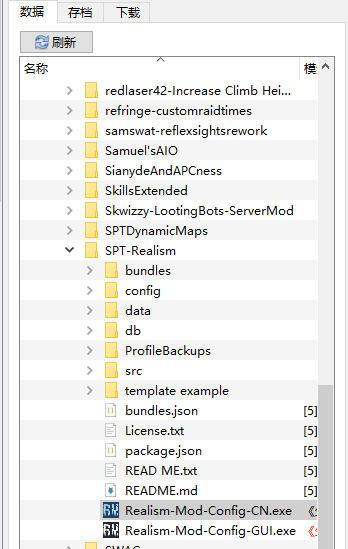 数据 存档 下载
刷新
名称 模
redlaser42-Increase Climb Hei...
refringe-customraidtimes
samswat-reflexsightsrework
Samuel'sAIO
SianydeAndAPCness
SkillsExtended
Skwizzy-LootingBots-ServerMod
SPTDynamicMaps
SPT-Realism
bundles
config
data
db
ProfileBackups
src
template example
bundles.json [5]
License.txt [5]
package.json [5]
READ ME.txt [5]
README.md [5]
Realism-Mod-Config-CN.exe
Realism-Mod-Config-GUI.exe